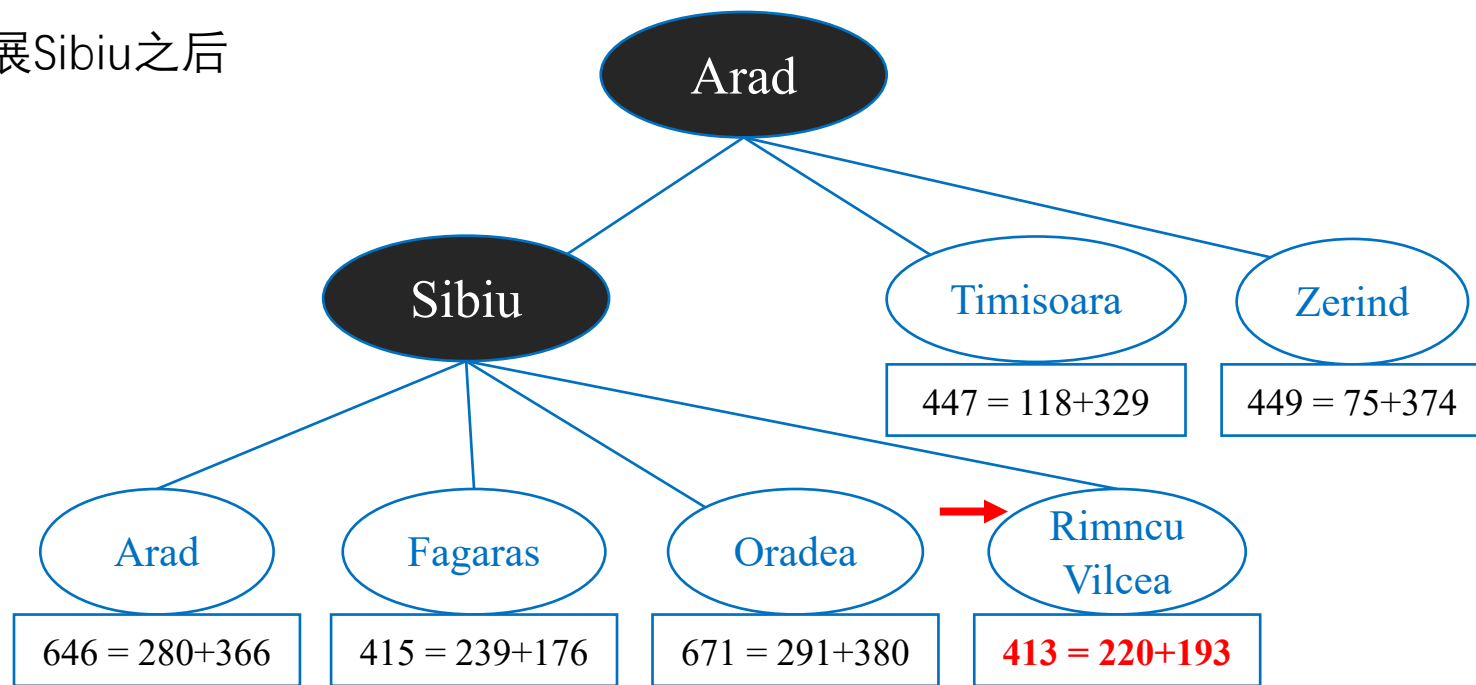 展Sibiu之后
Arad
Sibiu
Timisoara
Zerind
447 = 118+329
449 = 75+374
Arad
Fagaras
Oradea
Rimncu
Vilcea
646 = 280+366
415 = 239+176
671 = 291+380
413 = 220+193